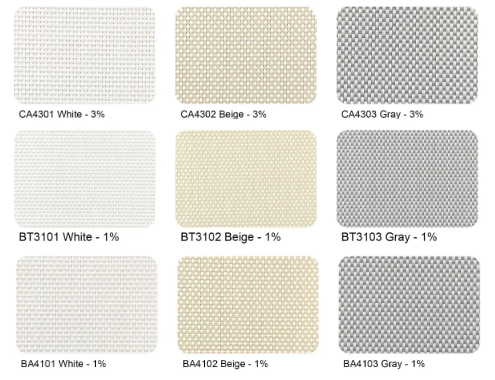 CA4301 White - 3%
CA4302 Beige - 3%
CA4303 Gray - 3%
BT3101 White - 1%
BT3102 Beige - 1%
BT3103 Gray - 1%
BA4101 White - 1%
BA4102 Beige - 1%
BA4103 Gray - 1%